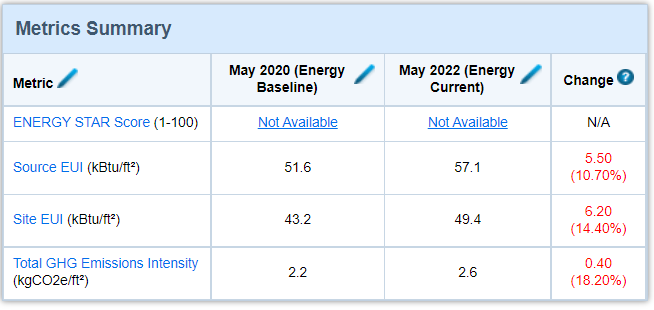 Metrics Summary
Metric
May 2020 (Energy
Baseline)
May 2022 (Energy
Current)
Change ?
ENERGY STAR Score (1-100)
Not Available
Not Available
N/A
Source EUI (kBtu/ft²)
51.6
57.1
5.50
(10.70%)
Site EUI (kBtu/ft²)
43.2
49.4
6.20
(14.40%)
Total GHG Emissions Intensity
(kgCO2e/ft²)
2.2
2.6
0.40
(18.20%)